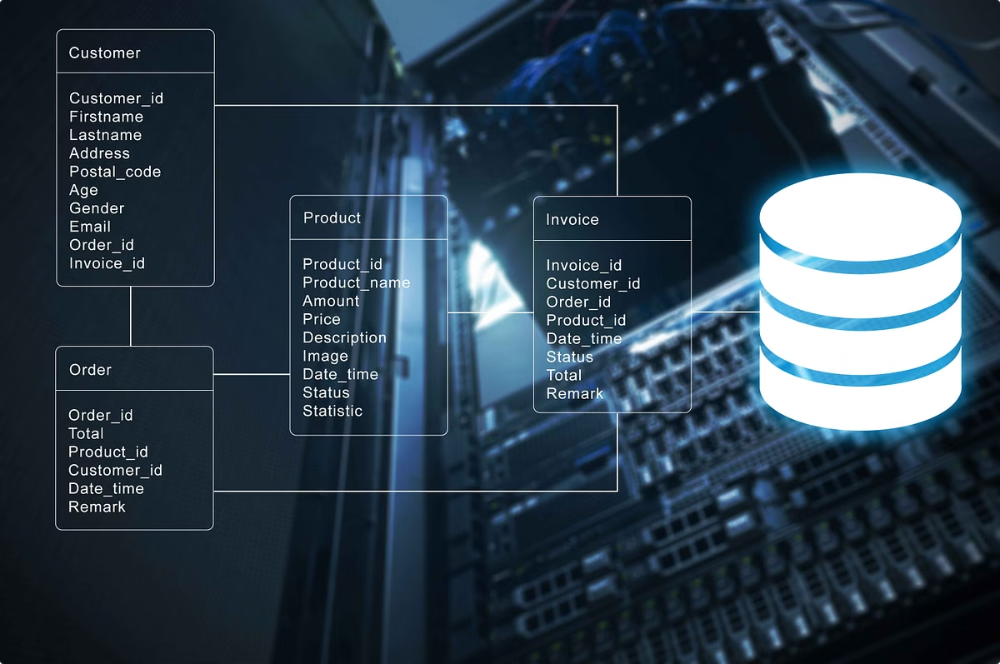 Customer
Customer_id
Firstname
Lastname
Address
Postal_code
Age
Gender
Email
Order_id
Invoice_id
Order
Order_id
Total
Product_id
Customer_id
Date_time
Remark
Product
Product_id
Product_name
Amount
Price
Description
Image
Date_time
Status
Statistic
Invoice
Invoice_id
Customer_id
Order_id
Product_id
Date_time
Status
Total
Remark